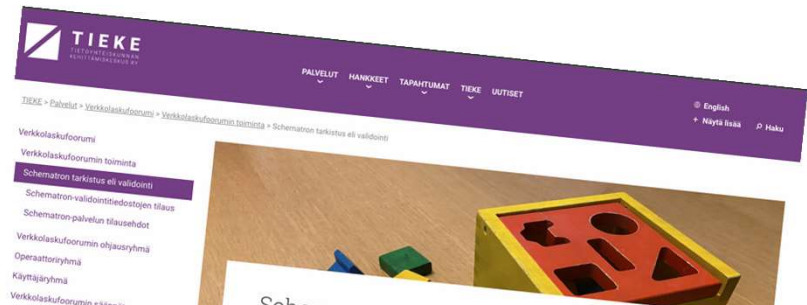 TIEKE
TIETOYHTEISKUNNAN
KEHITTÄMISKESKUS RY
PALVELUT HANKKEET TAPAHTUMAT TIEKE UUTISET
English
+ Näytä lisää Haku
TIEKE > Palvelut > Verkkolaskufoorumi > Verkkolaskufoorumin toiminta > Schematron tarkistus eli validointi
Verkkolaskufoorumi
Verkkolaskufoorumin toiminta
Schematron tarkistus eli validointi
Schematron-validointitiedostojen tilaus
Schematron-palvelun tilausehdot
Verkkolaskufoorumin ohjausryhmä
Operaattoriryhmä
Käyttäjäryhmä
Verkkolaskufoorumin